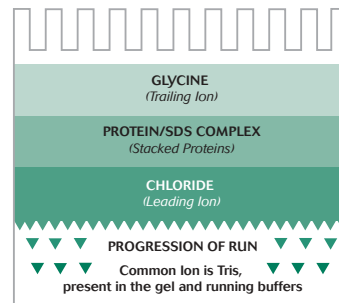 GLYCINE
(Trailing Ion)
PROTEIN/SDS COMPLEX
(Stacked Proteins)
CHLORIDE
(Leading Ion)
PROGRESSION OF RUN
Common Ion is Tris,
present in the gel and running buffers